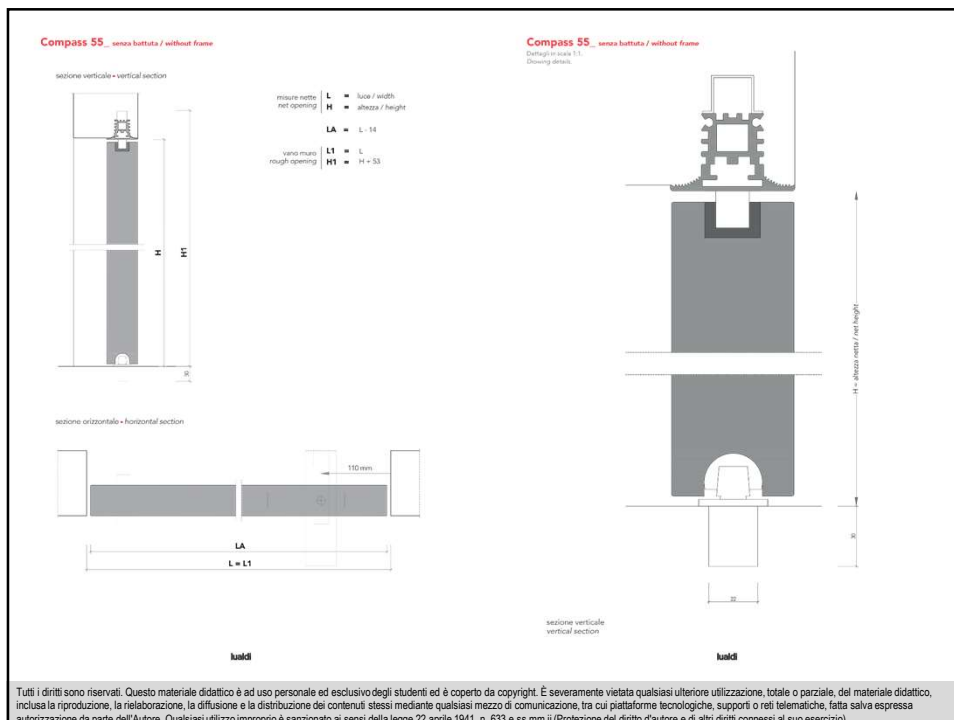 Compass 55_ senza battuta / without frame
sezione verticale • vertical section
misure nette
net opening
L = luce / width
H = altezza / height
LA = L - 14
vano muro
rough opening
L1 = L
H1 = H + 53
H
H1
30
sezione orizzontale • horizontal section
110 mm
LA
L = L1
lualdi
Compass 55_ senza battuta / without frame
Dettagli in scala 1:1.
Drawing details.
H = altezza netta / net height
30
22
sezione verticale
vertical section
lualdi
Tutti i diritti sono riservati. Questo materiale didattico è ad uso personale ed esclusivo degli studenti ed è coperto da copyright. È severamente vietata qualsiasi ulteriore utilizzazione, totale o parziale, del materiale didattico,
inclusa la riproduzione, la rielaborazione, la diffusione e la distribuzione dei contenuti stessi mediante qualsiasi mezzo di comunicazione, tra cui piattaforme tecnologiche, supporti o reti telematiche, fatta salva espressa
autorizzazione da parte dell'Autore. Qualsiasi utilizzo improprio è sanzionato ai sensi della legge 22 aprile 1941, n. 633 e ss.mm.ii (Protezione del diritto d'autore e di altri diritti connessi al suo esercizio).